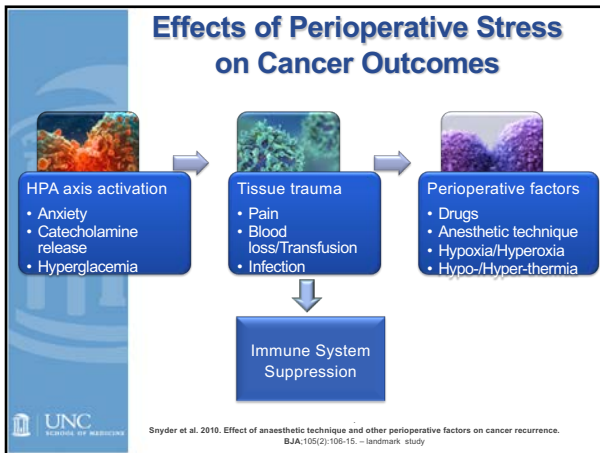 Effects of Perioperative Stress
on Cancer Outcomes
HPA axis activation
• Anxiety
• Catecholamine
release
• Hyperglacemia
Tissue trauma
• Pain
• Blood
loss/Transfusion
• Infection
Perioperative factors
• Drugs
• Anesthetic technique
• Hypoxia/Hyperoxia
• Hypo-/Hyper-thermia
Immune System
Suppression
UNC
SCHOOL OF MEDICINE
Snyder et al. 2010. Effect of anaesthetic technique and other perioperative factors on cancer recurrence.
BJA;105(2):106-15. – landmark study